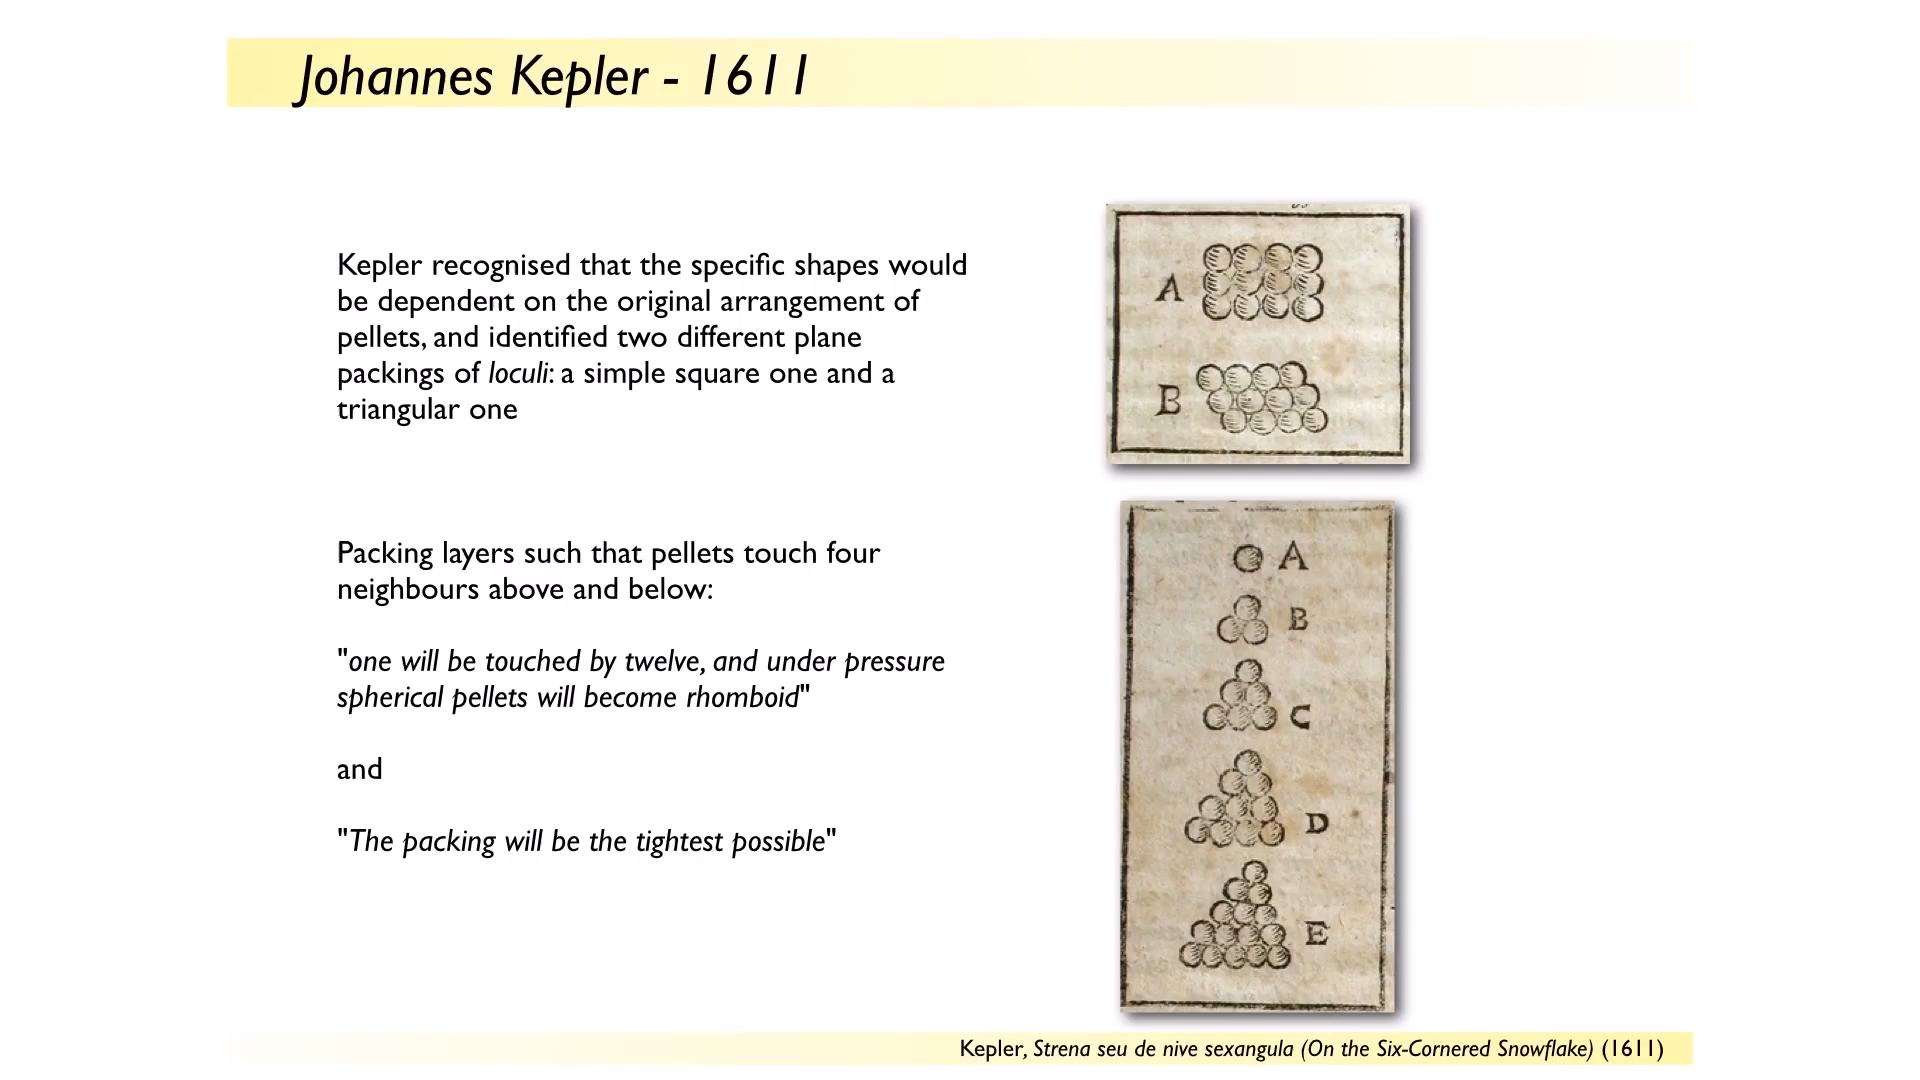 Johannes Kepler - 1611
Kepler recognised that the specific shapes would
be dependent on the original arrangement of
pellets, and identified two different plane
packings of loculi: a simple square one and a
triangular one
Packing layers such that pellets touch four
neighbours above and below:
"one will be touched by twelve, and under pressure
spherical pellets will become rhomboid"
and
"The packing will be the tightest possible"
A
B
A
B
C
D
E
Kepler, Strena seu de nive sexangula (On the Six-Cornered Snowflake) (1611)